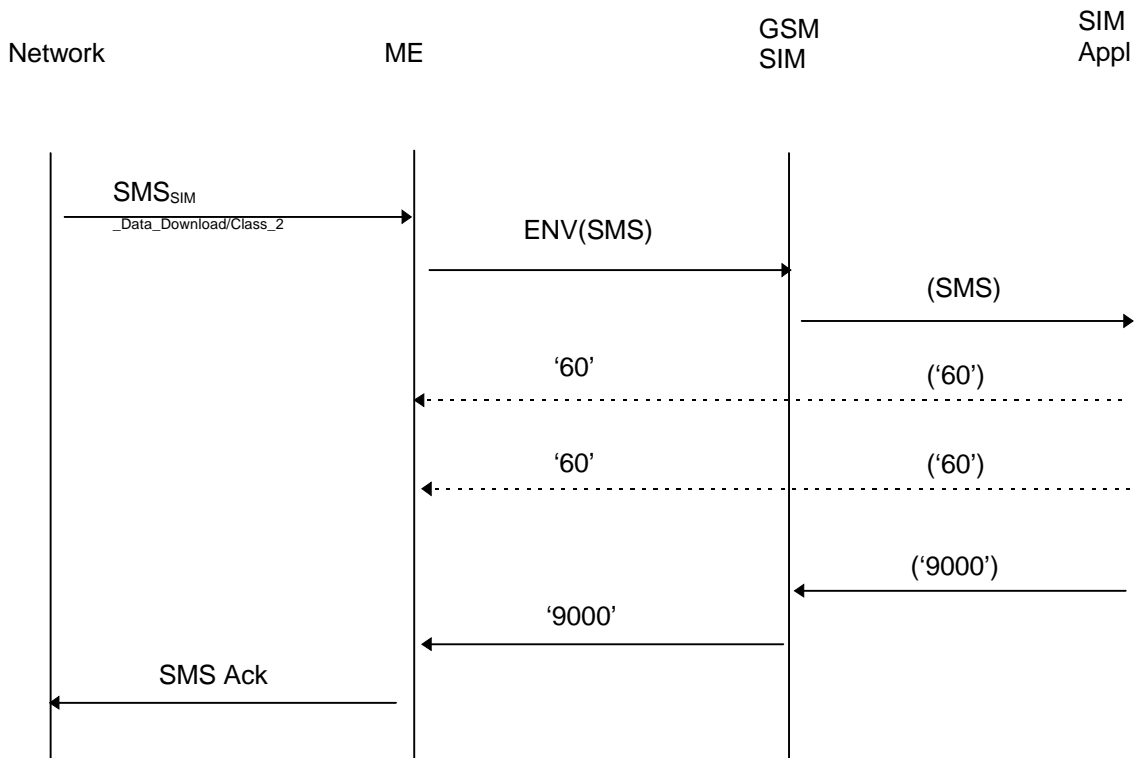 Network
ME
GSM
SIM
SIM
Appl
SMSSIM
_Data_Download/Class_2
ENV(SMS)
(SMS)
‘60’
(‘60’)
‘60’
(‘60’)
(‘9000’)
‘9000’
SMS Ack